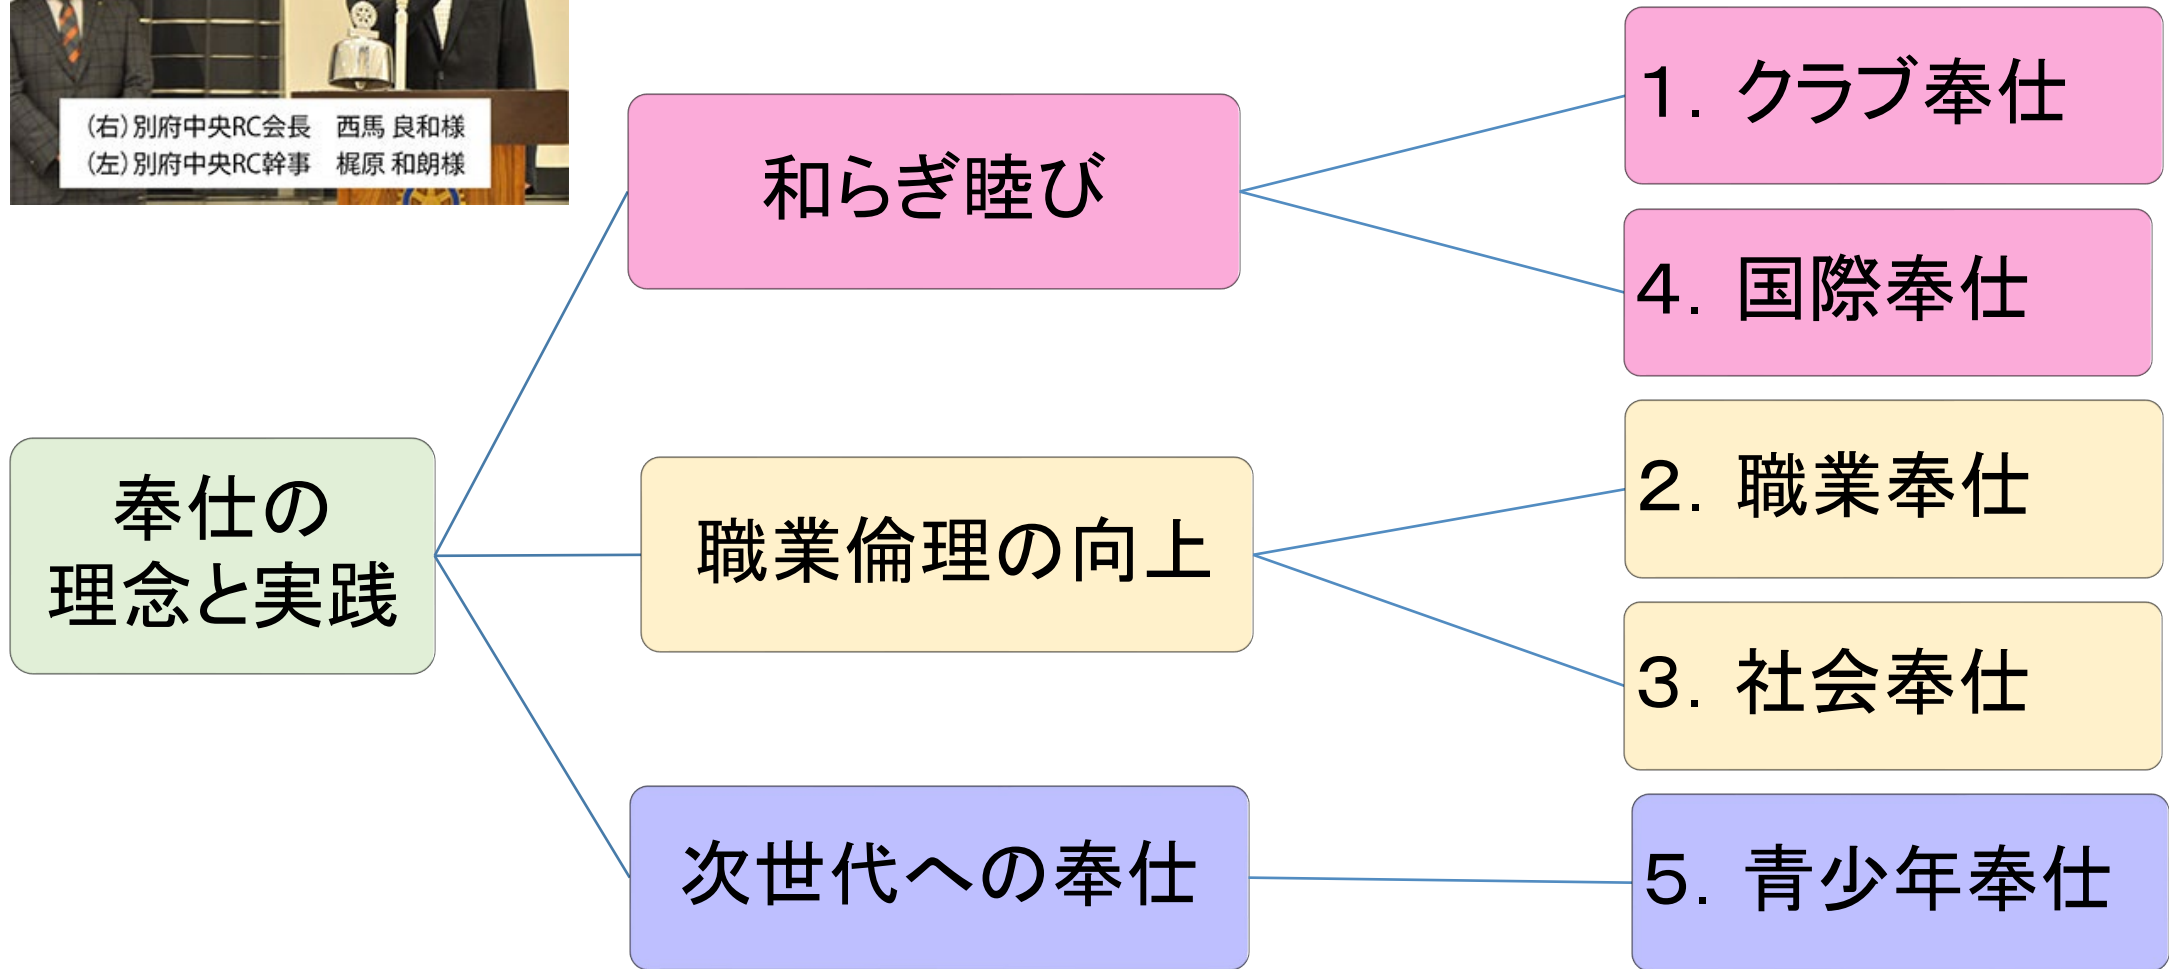 (右)別府中央RC会長　西馬 良和様
(左)別府中央RC幹事　梶原 和朗様
奉仕の
理念と実践
和らぎ睦び
1. クラブ奉仕
4. 国際奉仕
職業倫理の向上
2. 職業奉仕
3. 社会奉仕
次世代への奉仕
5. 青少年奉仕